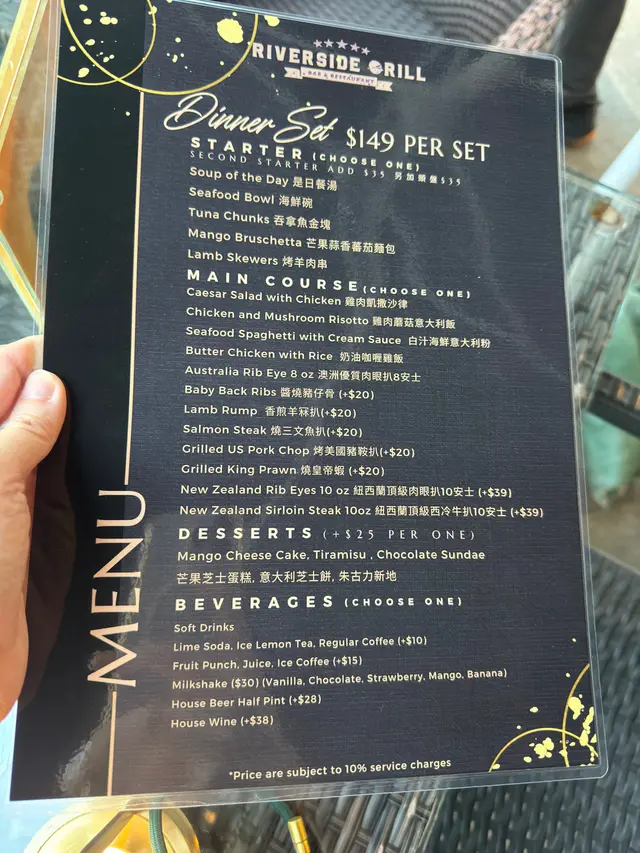 RIVERSIDE GRILL
BAR & RESTAURANT
Dinner Set $149 PER SET
STARTER (CHOOSE ONE)
SECOND STARTER ADD $35 另加頭盤$35
Soup of the Day 是日餐湯
Seafood Bowl 海鮮碗
Tuna Chunks 吞拿魚金塊
Mango Bruschetta 芒果蒜香蕃茄麵包
Lamb Skewers 烤羊肉串
MAIN COURSE (CHOOSE ONE)
Caesar Salad with Chicken 雞肉凱撒沙律
Chicken and Mushroom Risotto 雞肉蘑菇意大利飯
Seafood Spaghetti with Cream Sauce 白汁海鮮意大利粉
Butter Chicken with Rice 奶油咖喱雞飯
Australia Rib Eye 8 oz 澳洲優質肉眼扒8安士
Baby Back Ribs 醬燒豬仔骨 (+$20)
Lamb Rump 香煎羊冧扒(+$20)
Salmon Steak 燒三文魚扒(+$20)
Grilled US Pork Chop 烤美國豬鞍扒(+$20)
Grilled King Prawn 燒皇帝蝦 (+$20)
New Zealand Rib Eyes 10 oz 紐西蘭頂級肉眼扒10安士 (+$39)
New Zealand Sirloin Steak 10oz 紐西蘭頂級西冷牛扒10安士 (+$39)
DESSERTS (+$25 PER ONE)
Mango Cheese Cake, Tiramisu , Chocolate Sundae
芒果芝士蛋糕, 意大利芝士餅, 朱古力新地
BEVERAGES (CHOOSE ONE)
Soft Drinks
Lime Soda, Ice Lemon Tea, Regular Coffee (+$10)
Fruit Punch, Juice, Ice Coffee (+$15)
Milkshake ($30) (Vanilla, Chocolate, Strawberry. Mango, Banana)
House Beer Half Pint (+$28)
House Wine (+$38)
*Price are subject to 10% service charges
MENU